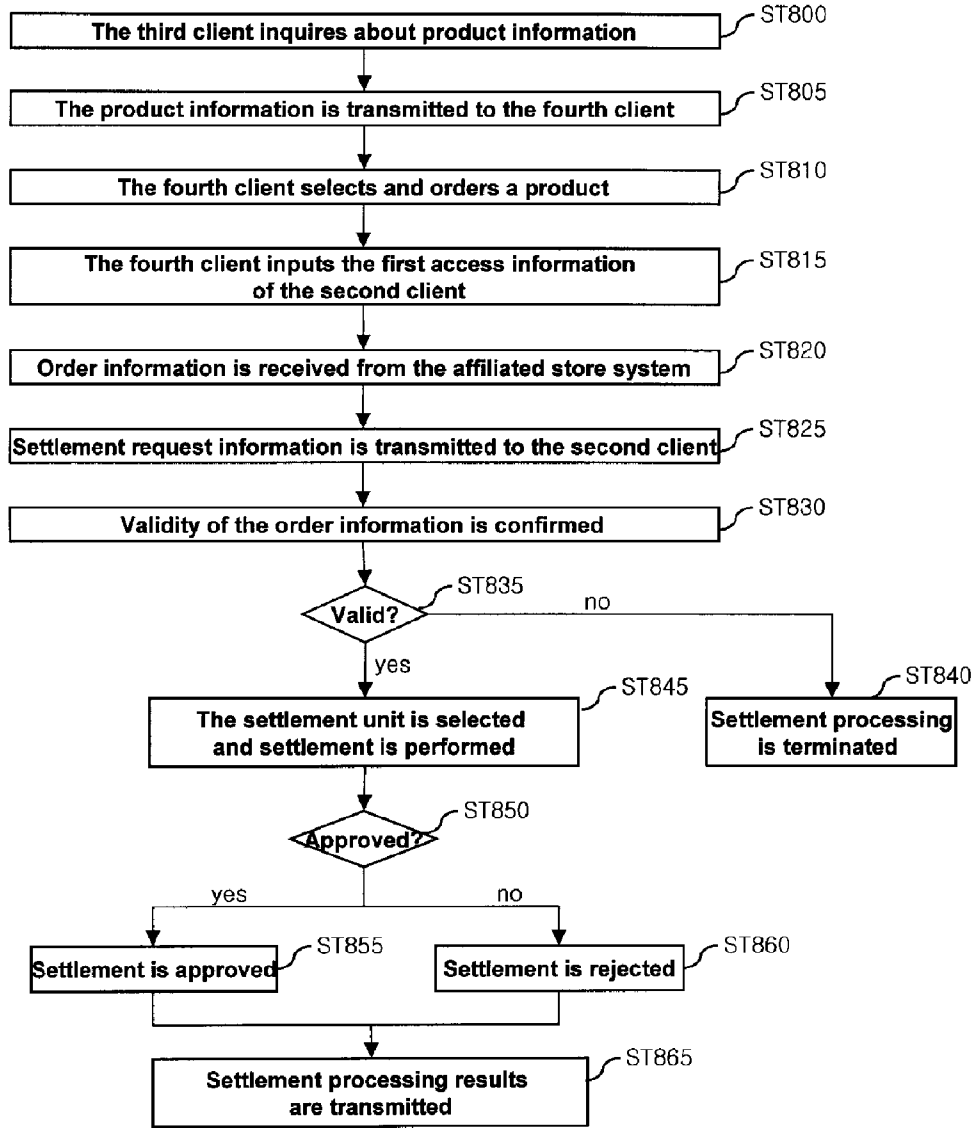 ST800
The third client inquires about product information
ST805
The product information is transmitted to the fourth client
ST810
The fourth client selects and orders a product
ST815
The fourth client inputs the first access information
of the second client
ST820
Order information is received from the affiliated store system
ST825
Settlement request information is transmitted to the second client
ST830
Validity of the order information is confirmed
ST835
Valid?
no
yes
ST840
Settlement processing
is terminated
ST845
The settlement unit is selected
and settlement is performed
ST850
Approved?
yes
no
ST855
Settlement is approved
ST860
Settlement is rejected
ST865
Settlement processing results
are transmitted